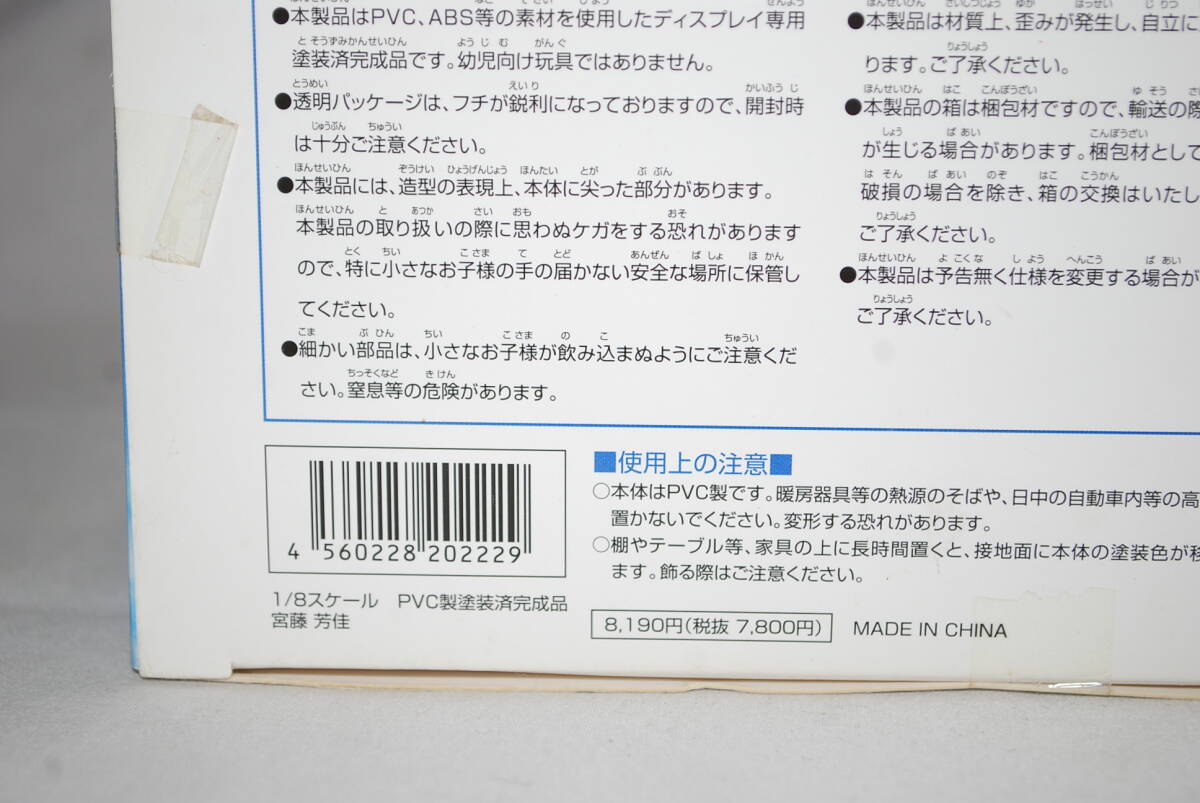 ●本製品はPVC、ABS等の素材を使用したディスプレイ専用
塗装済完成品です。幼児向け玩具ではありません。
●透明パッケージは、フチが鋭利になっておりますので、開封時
は十分ご注意ください。
●本製品には、造型の表現上、本体に尖った部分があります。
本製品の取り扱いの際に思わぬケガをする恐れがあります
ので、特に小さなお子様の手の届かない安全な場所に保管し
てください。
●細かい部品は、小さなお子様が飲み込まぬようにご注意くだ
さい。窒息等の危険があります。
●本製品は材質上、歪みが発生し、自立に
ります。ご了承ください。
●本製品の箱は梱包材ですので、輸送の際
が生じる場合があります。梱包材として
破損の場合を除き、箱の交換はいたし
ご了承ください。
●本製品は予告無く仕様を変更する場合が
ご了承ください。
4 560228 202229
1/8スケール PVC製塗装済完成品
宮藤 芳佳
■使用上の注意■
○本体はPVC製です。暖房器具等の熱源のそばや、日中の自動車内等の高
置かないでください。変形する恐れがあります。
○棚やテーブル等、家具の上に長時間置くと、接地面に本体の塗装色が移
ます。飾る際はご注意ください。
8,190円(税抜 7,800円)
MADE IN CHINA